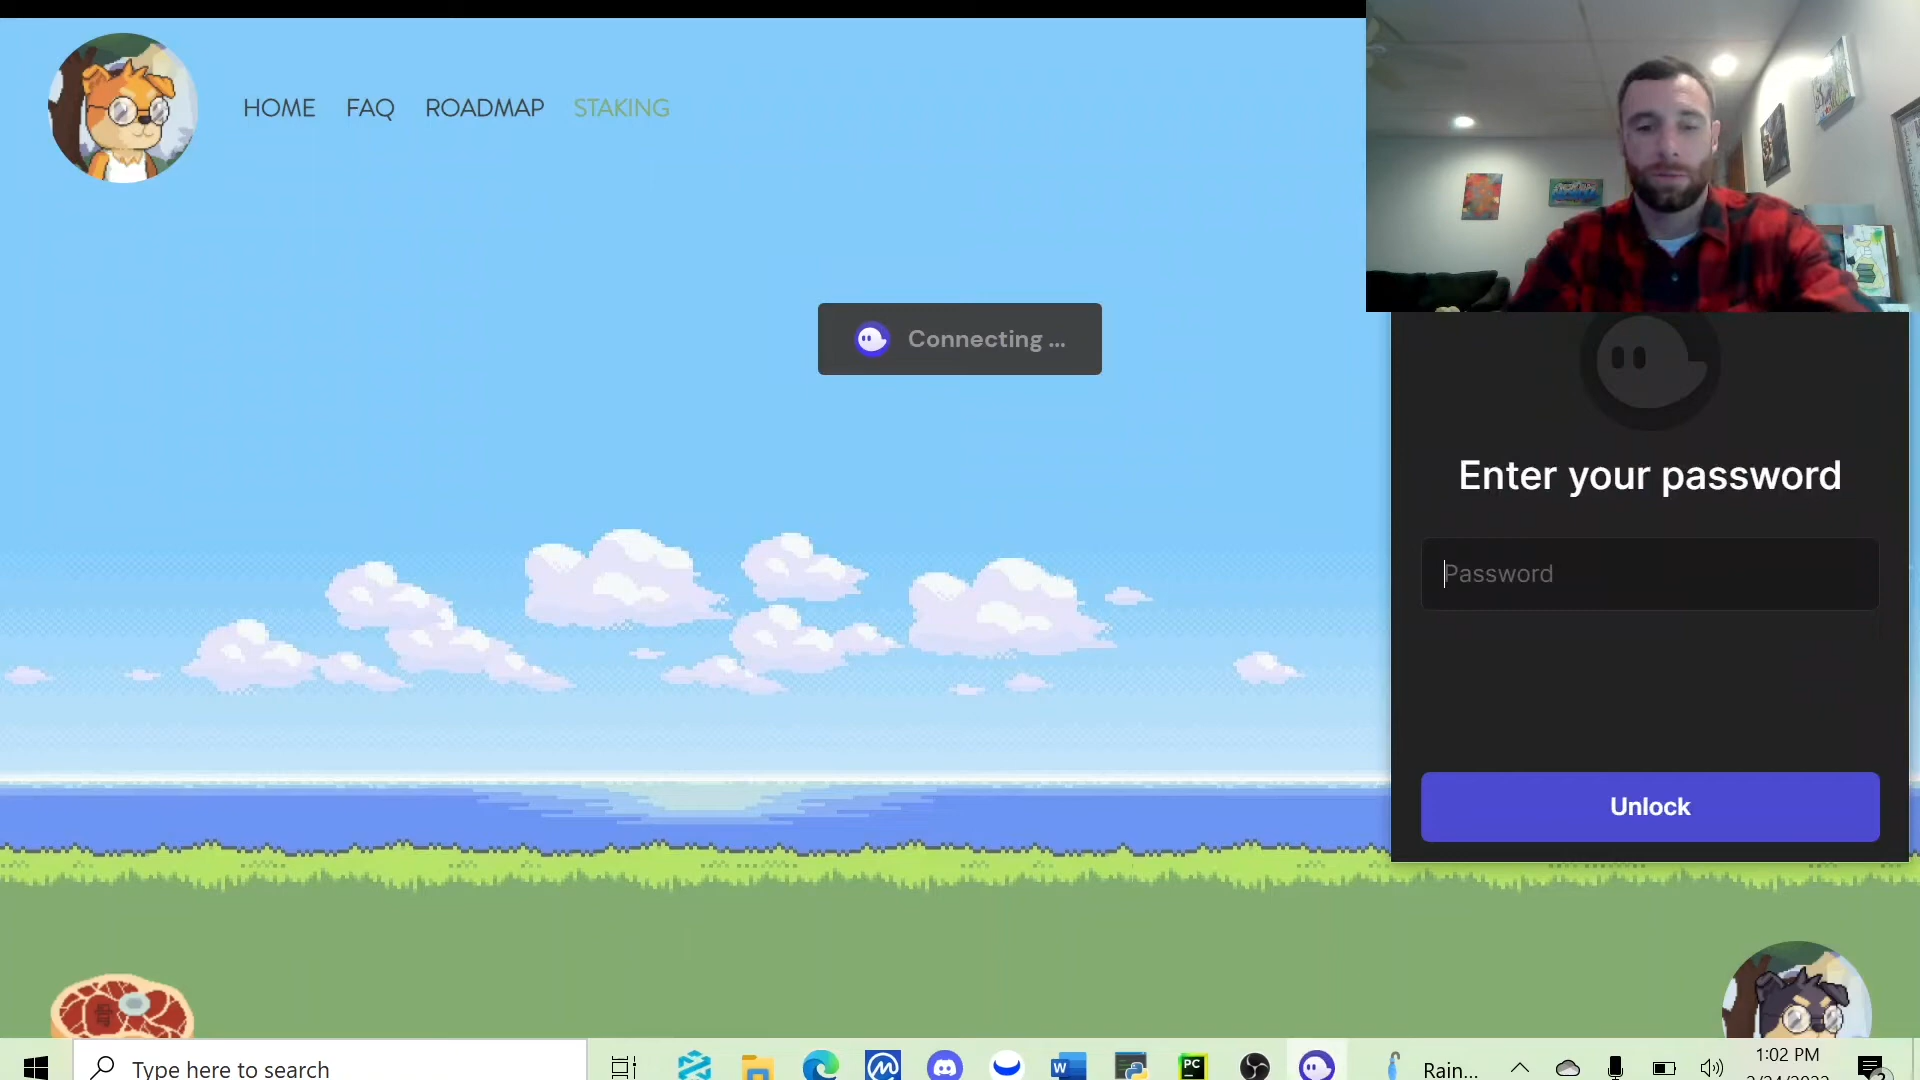 HOME FAQ ROADMAP STAKING
Connecting ...
Enter your password
Password
Unlock
Type here to search
Rain...
1:02 PM